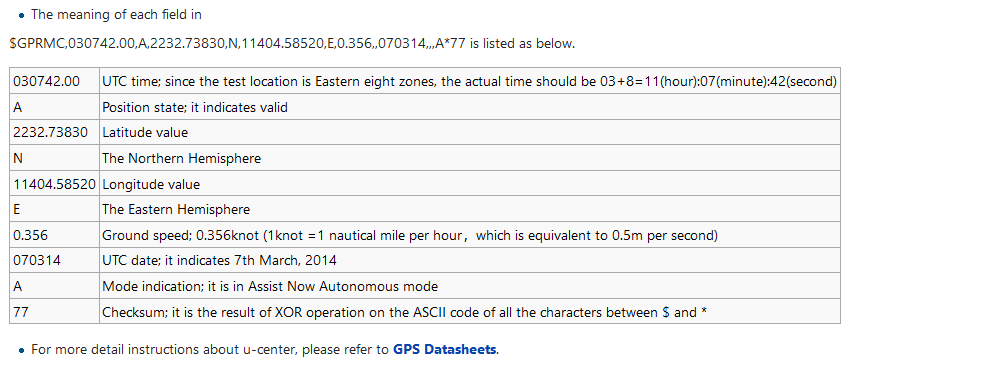 • The meaning of each field in
$GPRMC,030742.00,A,2232.73830,N,11404.58520,E,0.356,,070314,,,A*77 is listed as below.
030742.00 UTC time; since the test location is Eastern eight zones, the actual time should be 03+8=11(hour):07(minute):42(second)
A Position state; it indicates valid
2232.73830 Latitude value
N The Northern Hemisphere
11404.58520 Longitude value
E The Eastern Hemisphere
0.356 Ground speed; 0.356knot (1knot =1 nautical mile per hour，which is equivalent to 0.5m per second)
070314 UTC date; it indicates 7th March, 2014
A Mode indication; it is in Assist Now Autonomous mode
77 Checksum; it is the result of XOR operation on the ASCII code of all the characters between $ and *
• For more detail instructions about u-center, please refer to GPS Datasheets.